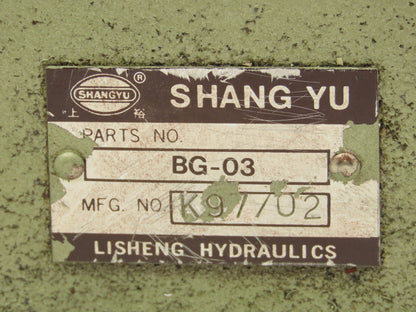 SHANGYU ® SHANG YU
上 裕
PARTS NO.
BG-03
MFG. NO. K97702
LISHENG HYDRAULICS